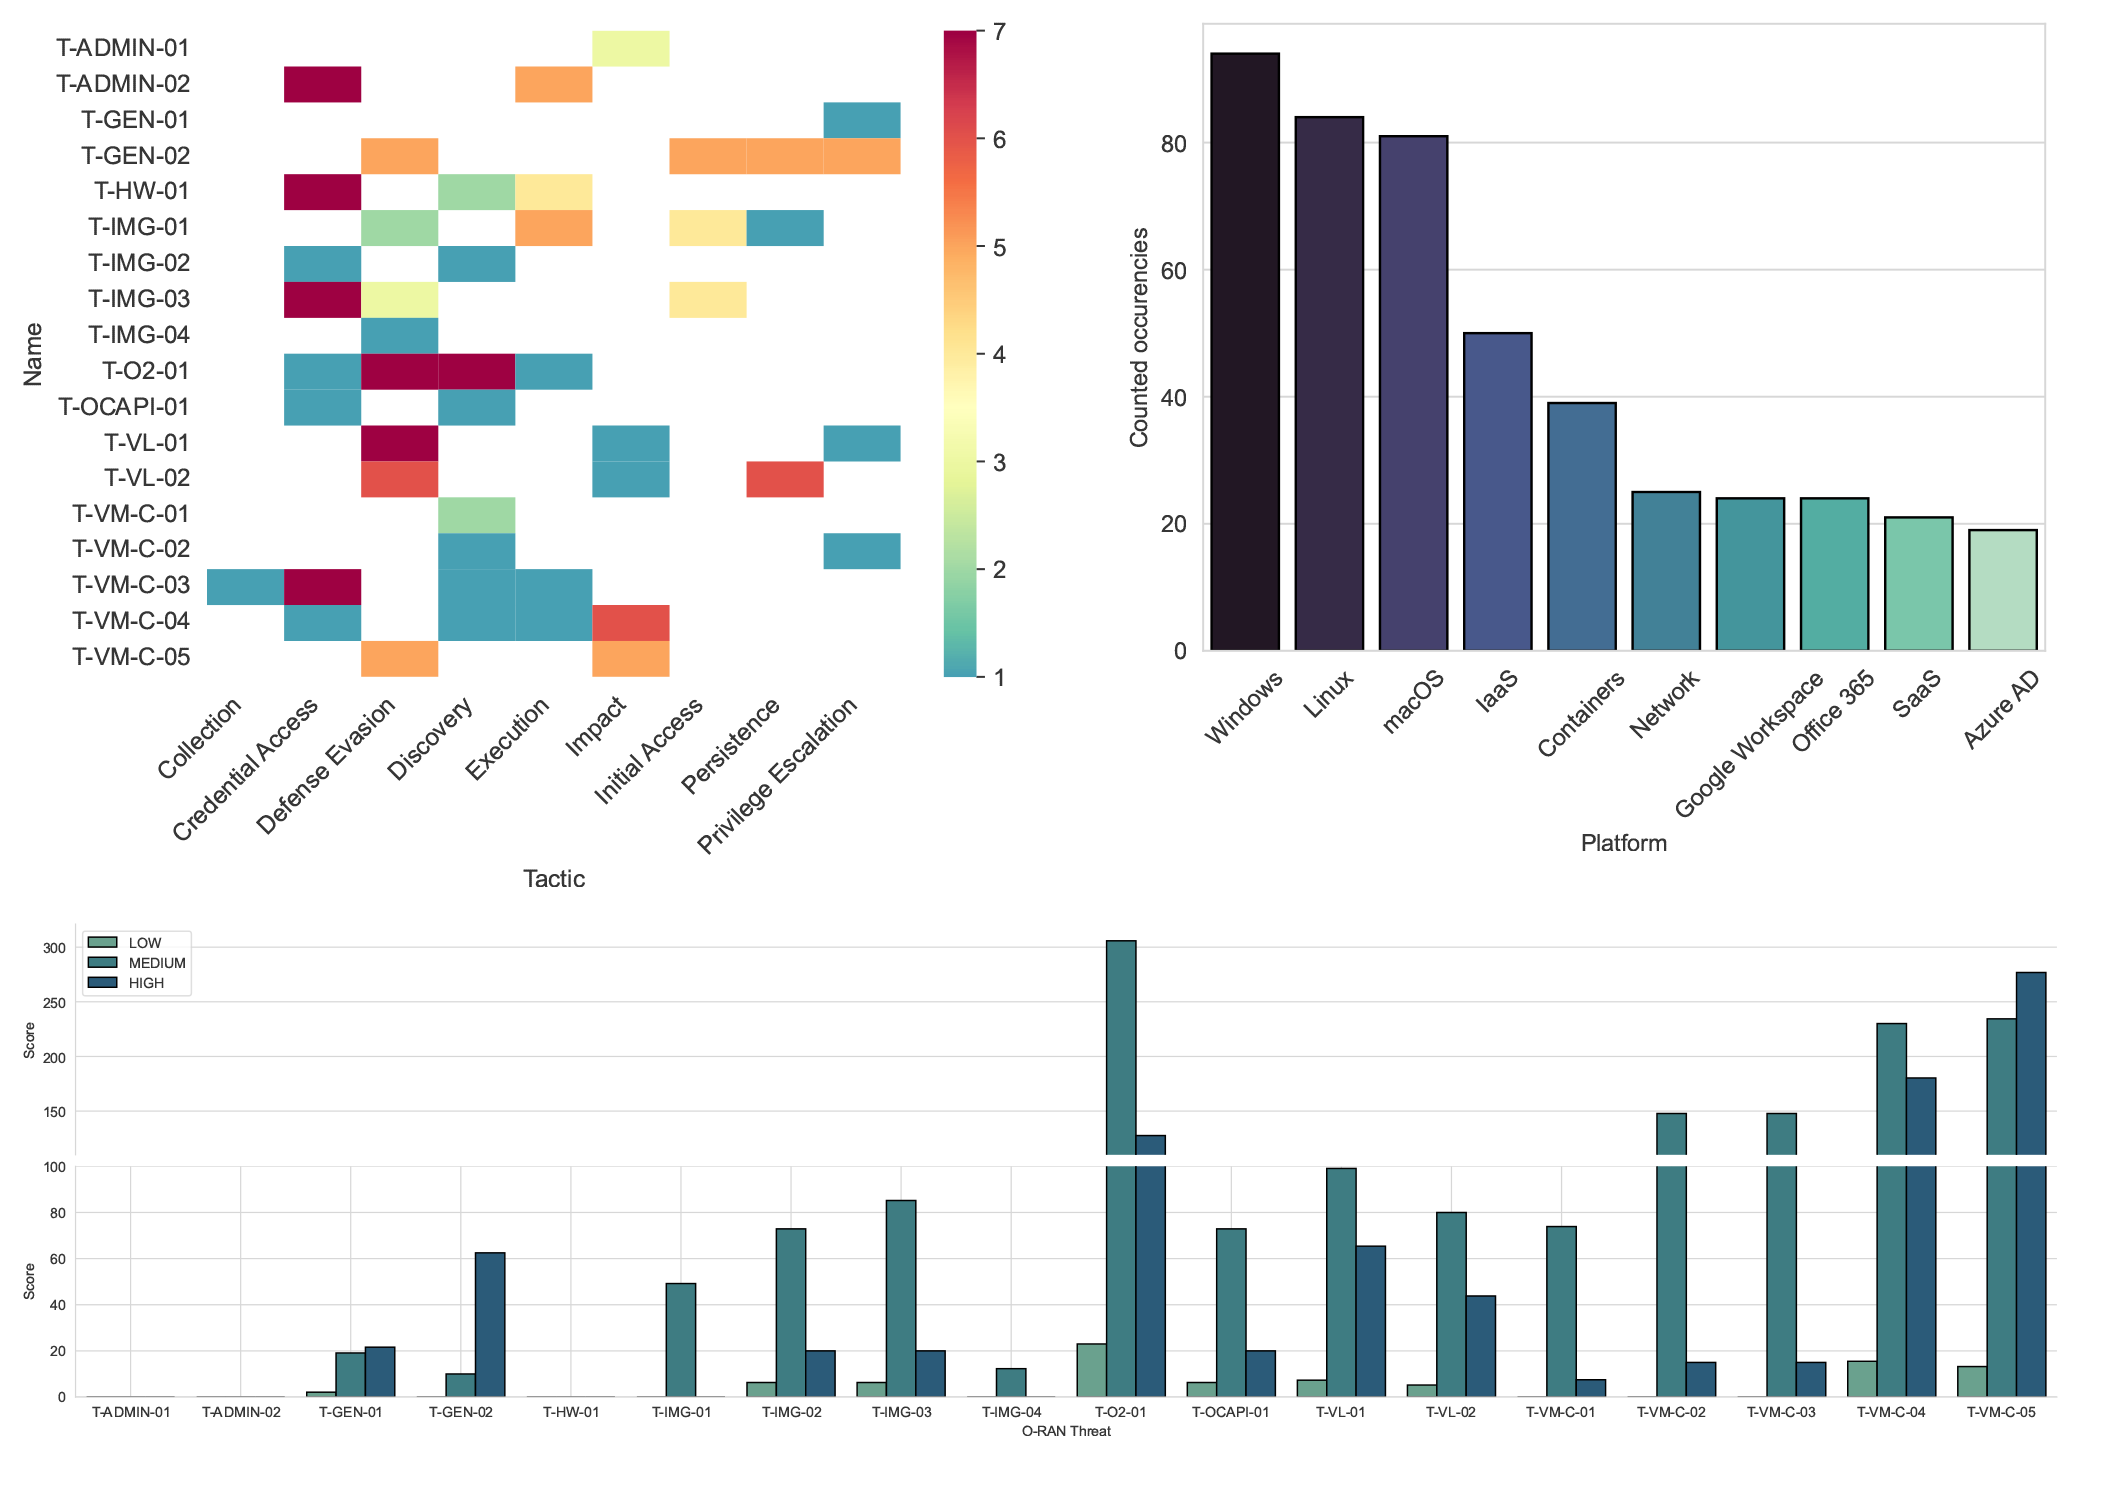 Name
T-ADMIN-01
T-ADMIN-02
T-GEN-01
T-GEN-02
T-HW-01
T-IMG-01
T-IMG-02
T-IMG-03
T-IMG-04
T-O2-01
T-OCAPI-01
T-VL-01
T-VL-02
T-VM-C-01
T-VM-C-02
T-VM-C-03
T-VM-C-04
T-VM-C-05
Collection
Credential Access
Defense Evasion
Discovery
Execution
Impact
Initial Access
Persistence
Privilege Escalation
Tactic
7
6
5
4
3
2
1
Counted occurencies
80
60
40
20
0
Windows
Linux
macOS
IaaS
Containers
Network
Google Workspace
Office 365
SaaS
Azure AD
Platform
LOW
MEDIUM
HIGH
Score
300
250
200
150
Score
100
80
60
40
20
0
T-ADMIN-01 T-ADMIN-02 T-GEN-01 T-GEN-02 T-HW-01 T-IMG-01 T-IMG-02 T-IMG-03 T-IMG-04 T-O2-01 T-OCAPI-01 T-VL-01 T-VL-02 T-VM-C-01 T-VM-C-02 T-VM-C-03 T-VM-C-04 T-VM-C-05
O-RAN Threat